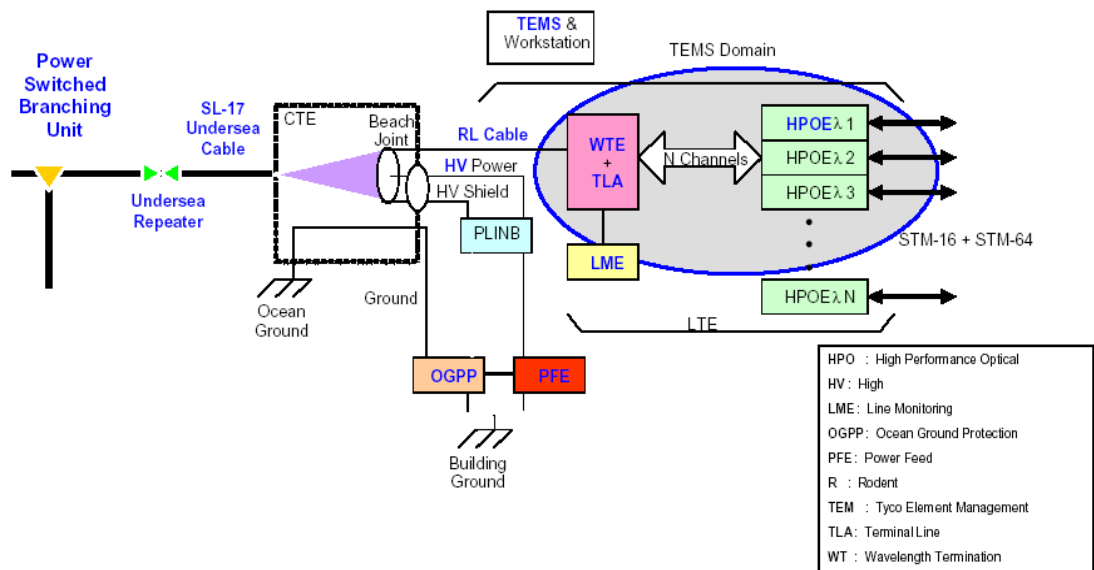 TEMS &
Workstation
TEMS Domain
Power
Switched
Branching
Unit
SL-17
Undersea
Cable
CTE
Beach
Joint
RL Cable
HV Power
HV Shield
WTE
+
TLA
N Channels
HPOEλ 1
HPOEλ2
HPOEλ 3
Undersea
Repeater
PLINB
LME
STM-16 + STM-64
HPOEλN
Ocean
Ground
Ground
LTE
OGPP
PFE
Building
Ground
HPO : High Performance Optical
HV : High
LME : Line Monitoring
OGPP : Ocean Ground Protection
PFE : Power Feed
R : Rodent
TEM : Tyco Element Management
TLA : Terminal Line
WT : Wavelength Termination